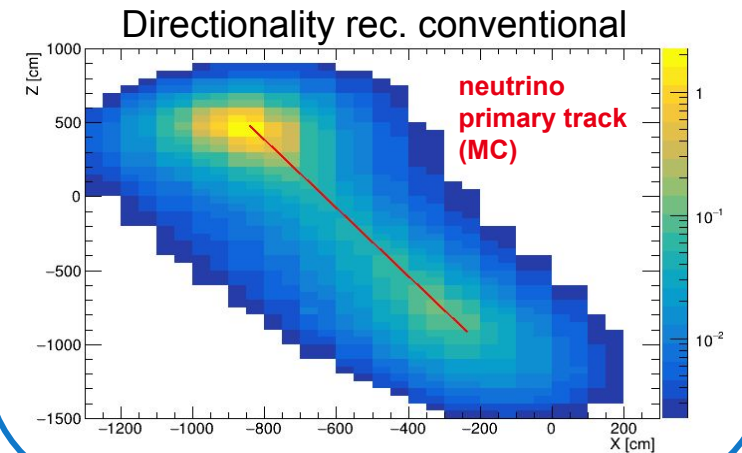 Directionality rec. conventional
Z [cm]
1000
500
0
−500
−1000
−1500
neutrino
primary track
(MC)
1
10⁻¹
10⁻²
−1200 −1000 −800 −600 −400 −200 0 200
X [cm]